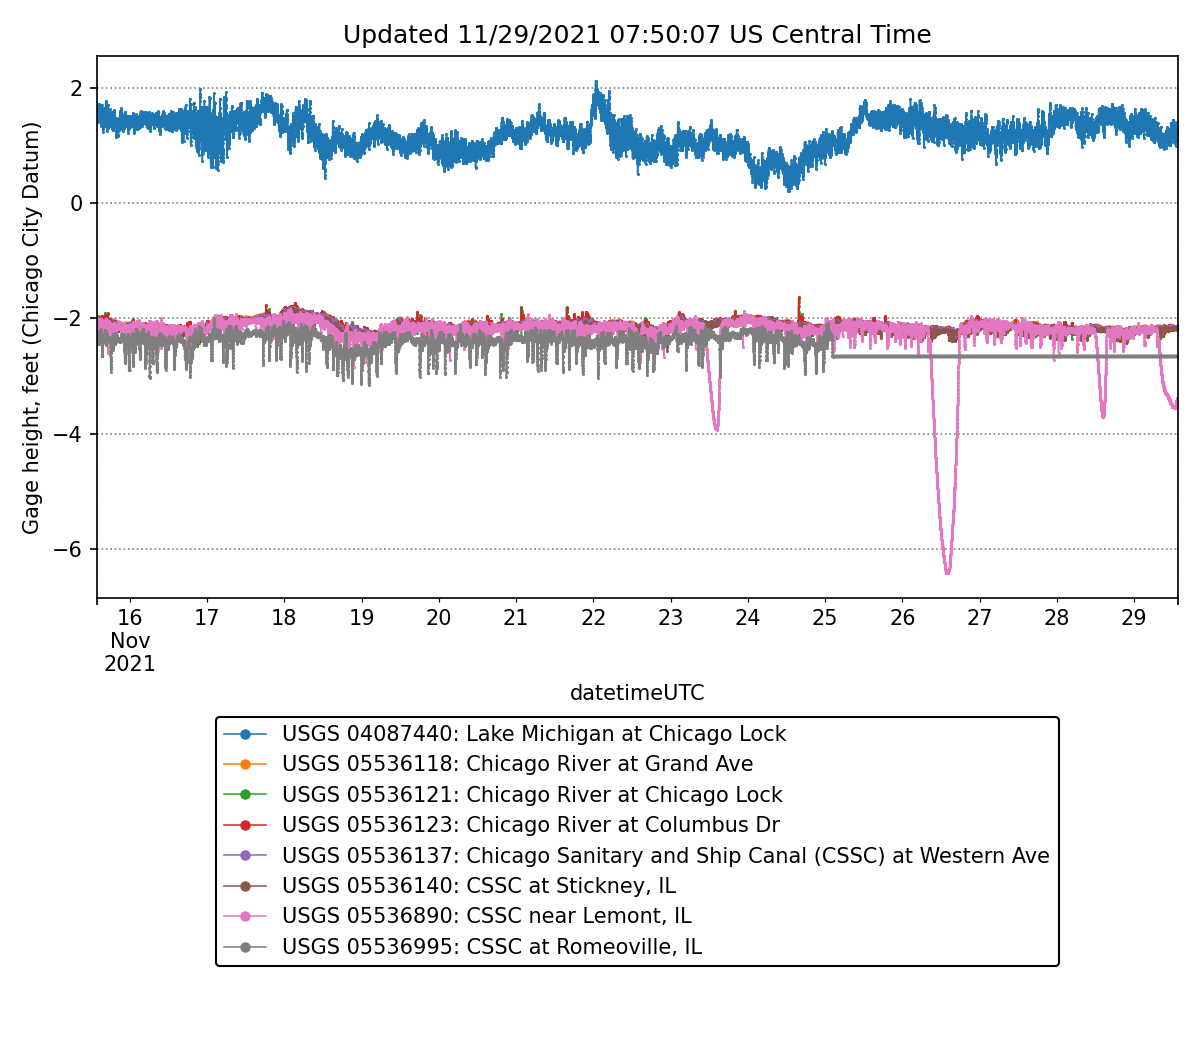 Updated 11/29/2021 07:50:07 US Central Time
Gage height, feet (Chicago City Datum)
2
0
−2
−4
−6
16 17 18 19 20 21 22 23 24 25 26 27 28 29
Nov
2021
datetimeUTC
USGS 04087440: Lake Michigan at Chicago Lock
USGS 05536118: Chicago River at Grand Ave
USGS 05536121: Chicago River at Chicago Lock
USGS 05536123: Chicago River at Columbus Dr
USGS 05536137: Chicago Sanitary and Ship Canal (CSSC) at Western Ave
USGS 05536140: CSSC at Stickney, IL
USGS 05536890: CSSC near Lemont, IL
USGS 05536995: CSSC at Romeoville, IL